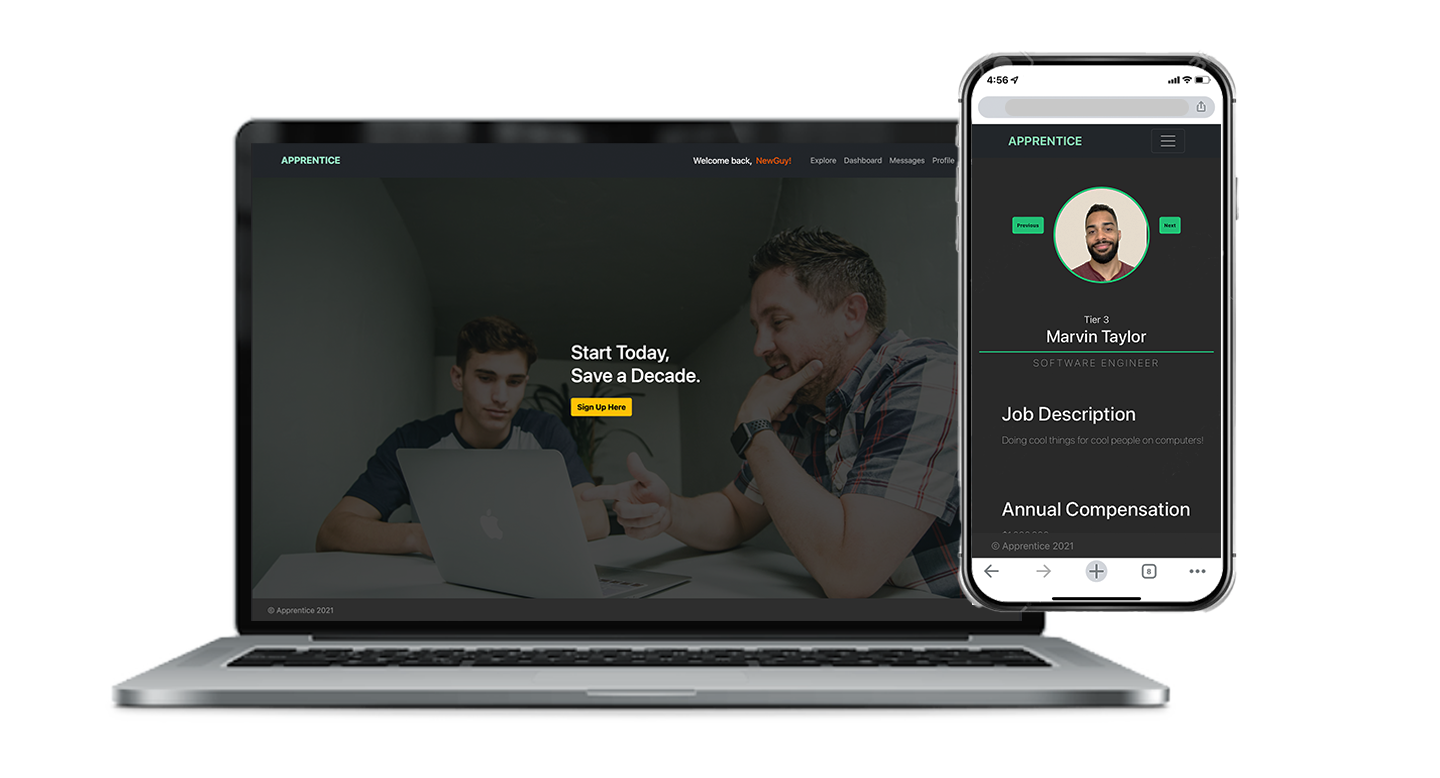 APPRENTICE
Welcome back, NewGuy! Explore Dashboard Messages Profile
Start Today,
Save a Decade.
Sign Up Here
© Apprentice 2021
4:56
APPRENTICE
Previous
Next
Tier 3
Marvin Taylor
SOFTWARE ENGINEER
Job Description
Doing cool things for cool people on computers!
Annual Compensation
© Apprentice 2021
8